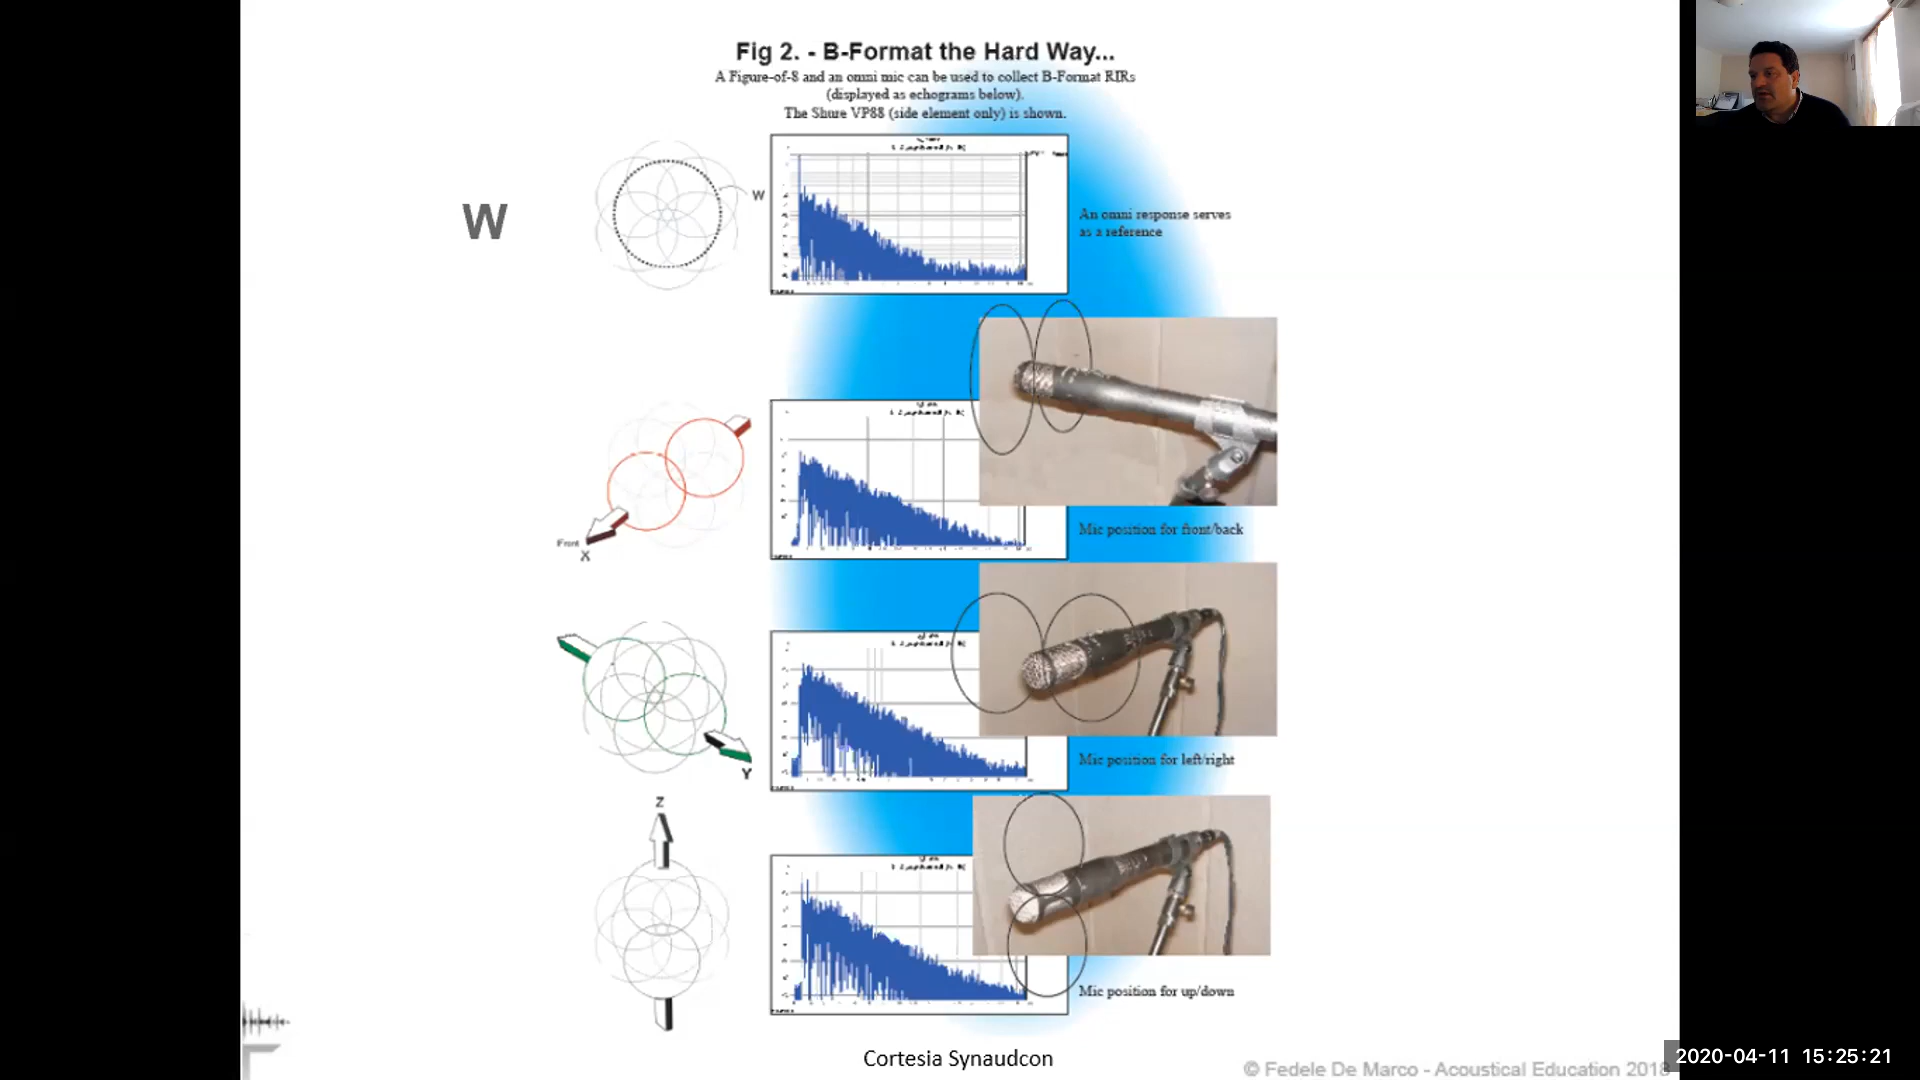 Fig 2. - B-Format the Hard Way...
A Figure-of-8 and an omni mic can be used to collect B-Format RIRs
(displayed as echograms below).
The Shure VP88 (side element only) is shown.
W
W
An omni response serves
as a reference
Front
X
Mic position for front/back
Y
Mic position for left/right
Z
Mic position for up/down
Cortesia Synaudcon
© Fedele De Marco - Acoustical Education 2018
2020-04-11 15:25:21